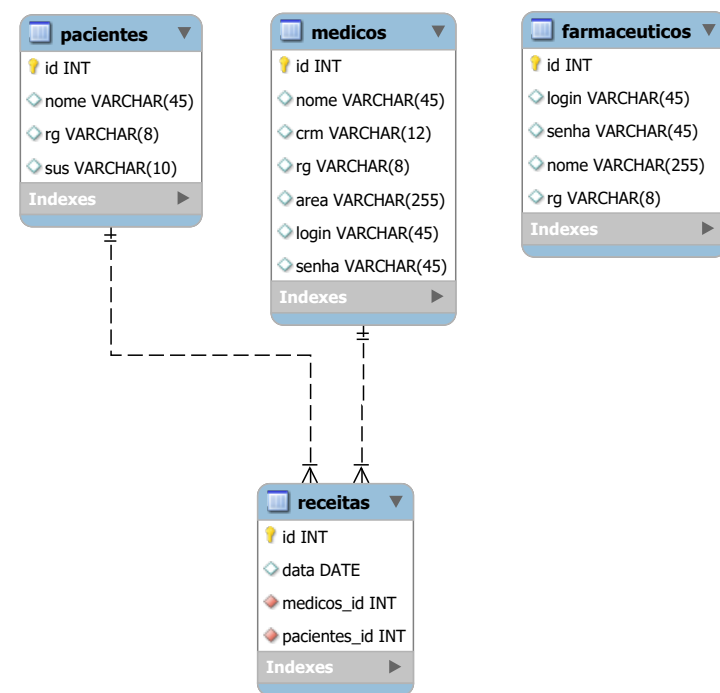 pacientes
id INT
nome VARCHAR(45)
rg VARCHAR(8)
sus VARCHAR(10)
Indexes
medicos
id INT
nome VARCHAR(45)
crm VARCHAR(12)
rg VARCHAR(8)
area VARCHAR(255)
login VARCHAR(45)
senha VARCHAR(45)
Indexes
farmaceuticos
id INT
login VARCHAR(45)
senha VARCHAR(45)
nome VARCHAR(255)
rg VARCHAR(8)
Indexes
receitas
id INT
data DATE
medicos_id INT
pacientes_id INT
Indexes